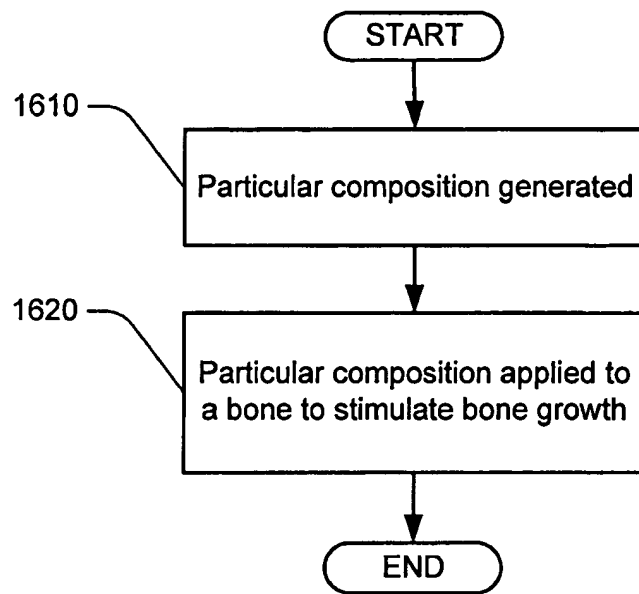 START
1610
Particular composition generated
1620
Particular composition applied to
a bone to stimulate bone growth
END